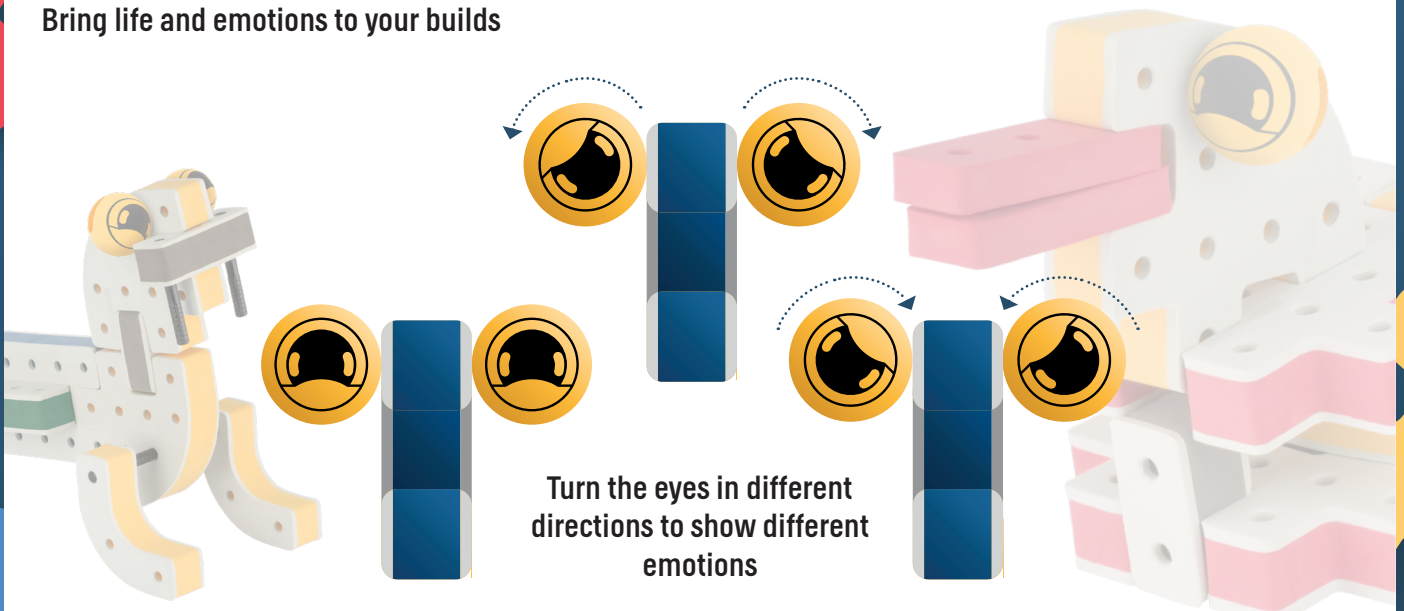 Bring life and emotions to your builds
Turn the eyes in different
directions to show different
emotions